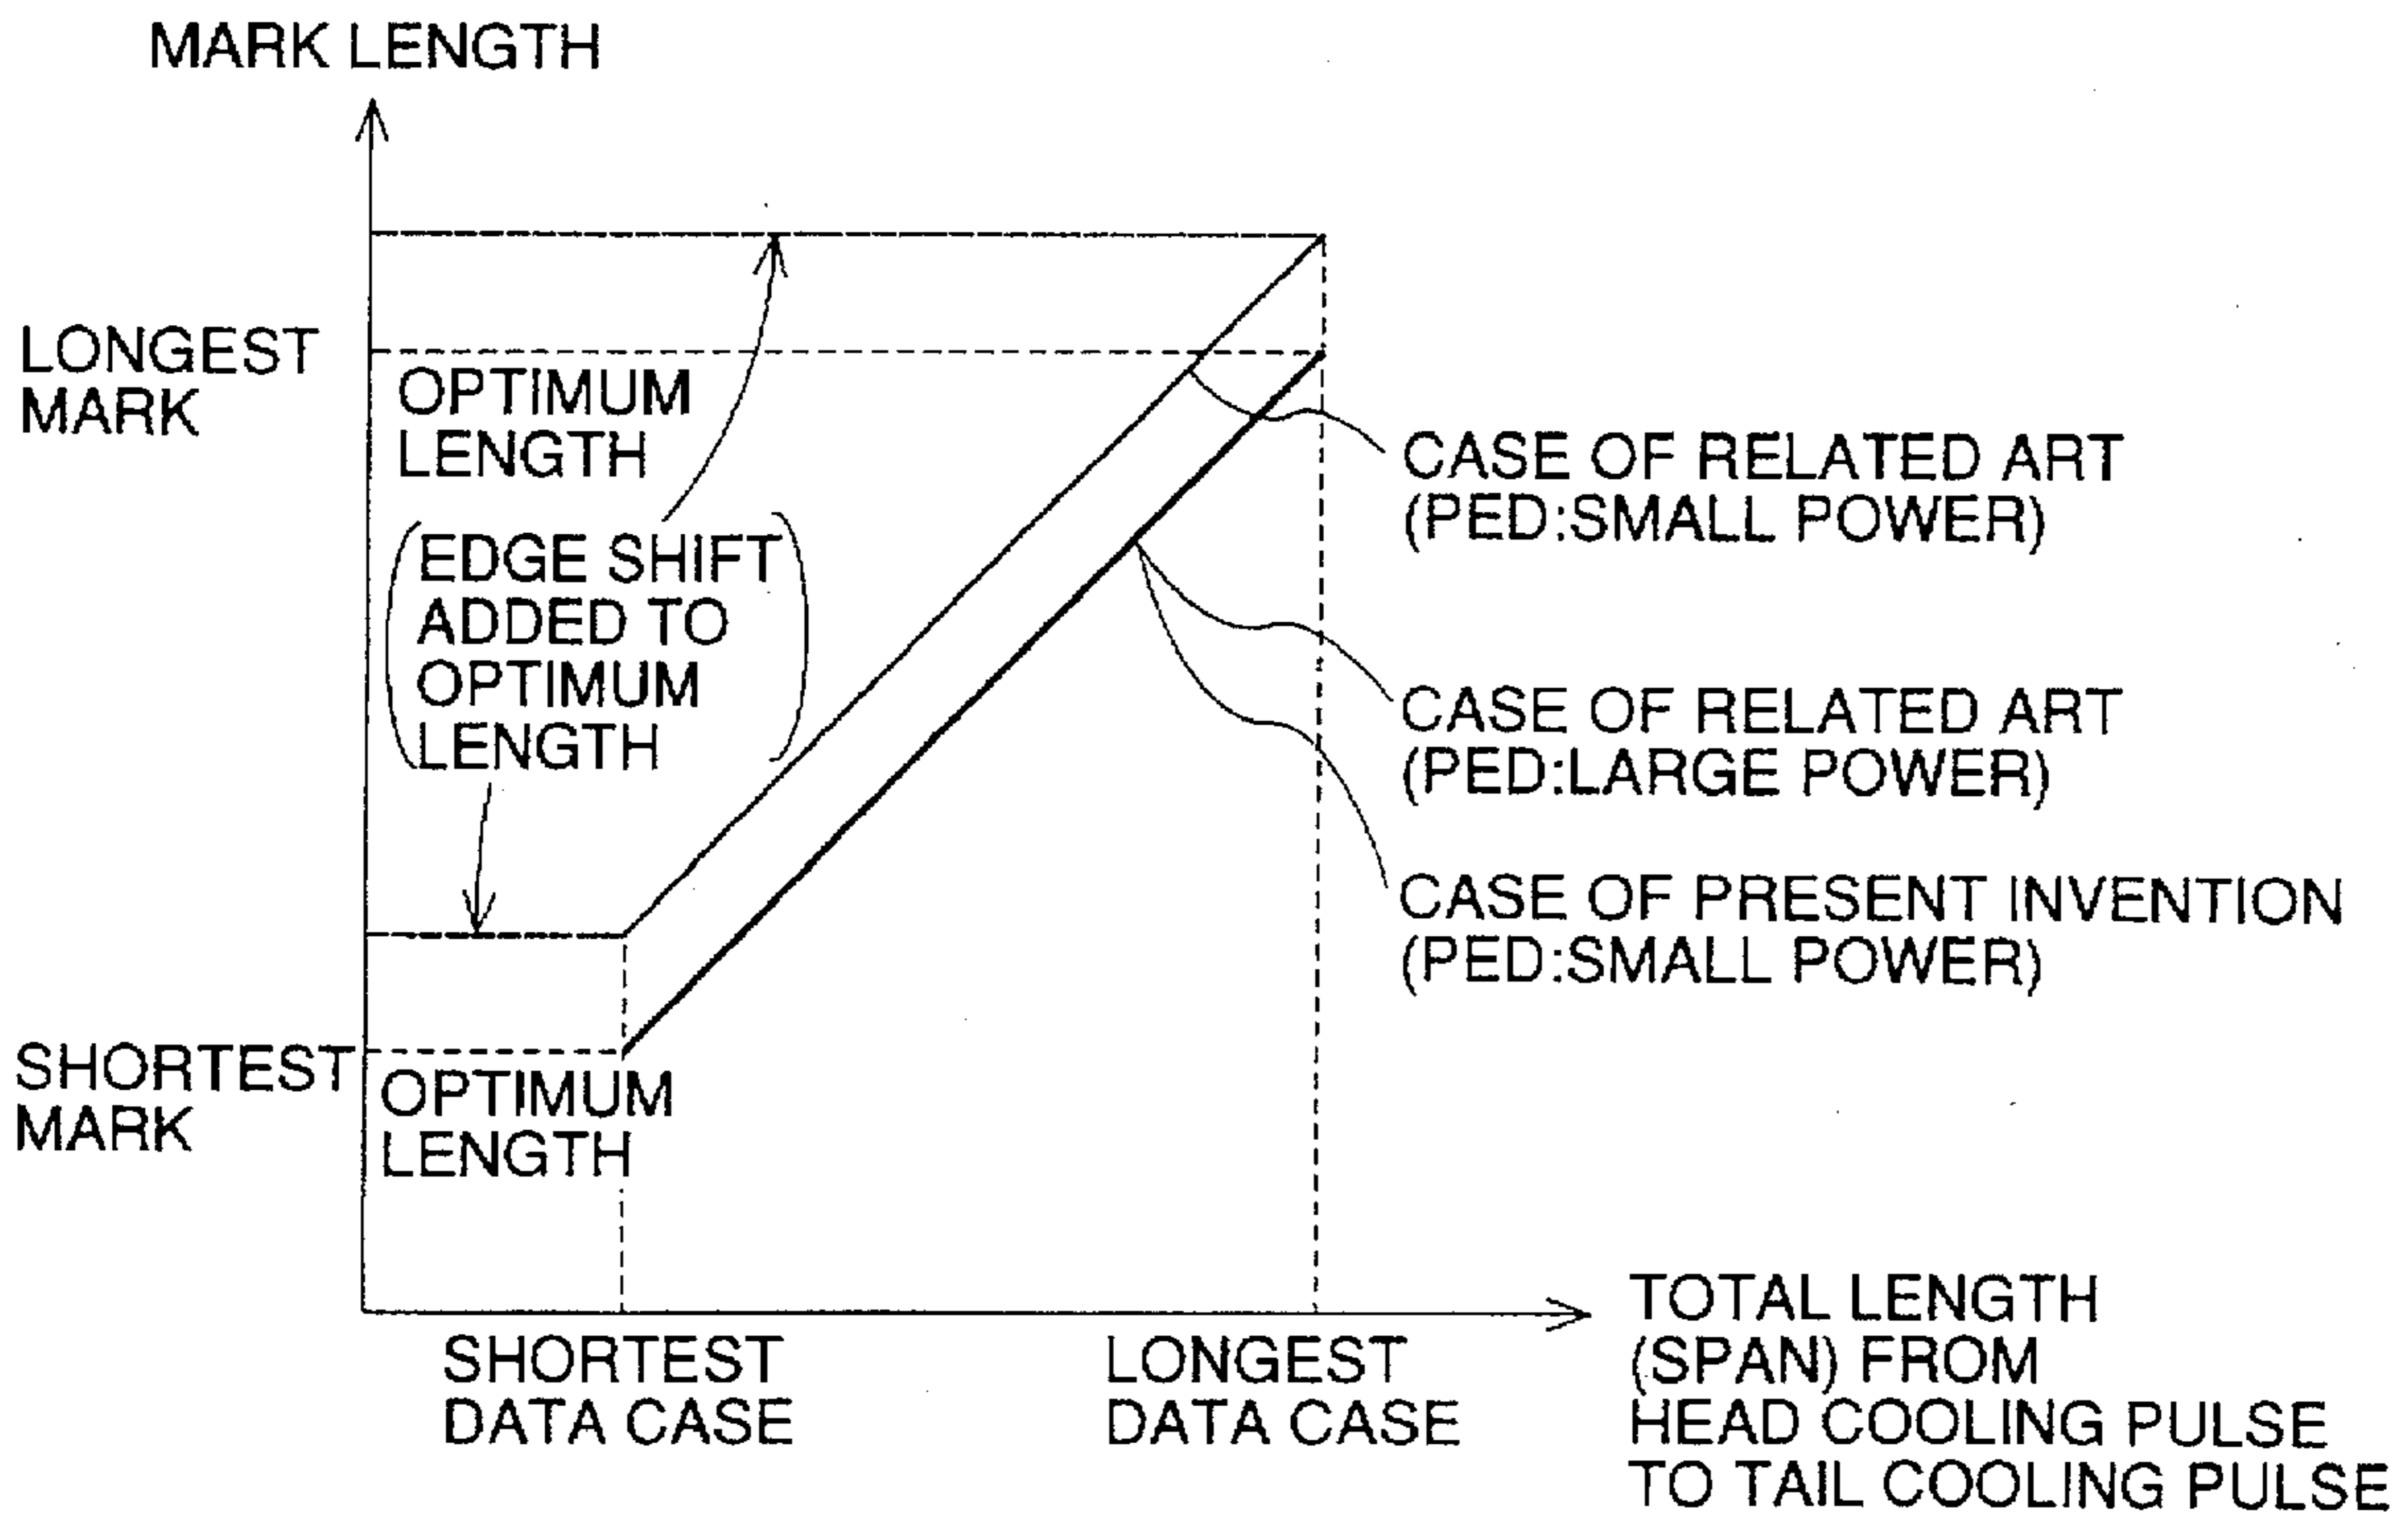 MARK LENGTH
LONGEST
MARK
OPTIMUM
LENGTH
CASE OF RELATED ART
(PED:SMALL POWER)
(EDGE SHIFT
ADDED TO
OPTIMUM
LENGTH)
CASE OF RELATED ART
(PED:LARGE POWER)
CASE OF PRESENT INVENTION
(PED:SMALL POWER)
SHORTEST
MARK
OPTIMUM
LENGTH
SHORTEST
DATA CASE
LONGEST
DATA CASE
TOTAL LENGTH
(SPAN) FROM
HEAD COOLING PULSE
TO TAIL COOLING PULSE